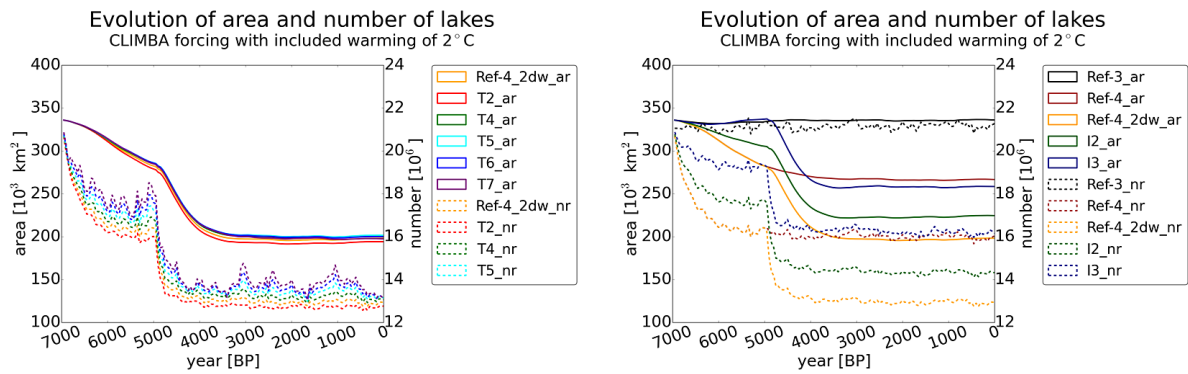 Evolution of area and number of lakes
CLIMBA forcing with included warming of 2°C
400
350
300
250
200
150
100
area [10³ km²]
24
22
20
18
16
14
12
number [10⁶]
7000 6000 5000 4000 3000 2000 1000 0
year [BP]
Ref-4_2dw_ar
T2_ar
T4_ar
T5_ar
T6_ar
T7_ar
Ref-4_2dw_nr
T2_nr
T4_nr
T5_nr
Evolution of area and number of lakes
CLIMBA forcing with included warming of 2°C
400
350
300
250
200
150
100
area [10³ km²]
24
22
20
18
16
14
12
number [10⁶]
7000 6000 5000 4000 3000 2000 1000 0
year [BP]
Ref-3_ar
Ref-4_ar
Ref-4_2dw_ar
I2_ar
I3_ar
Ref-3_nr
Ref-4_nr
Ref-4_2dw_nr
I2_nr
I3_nr